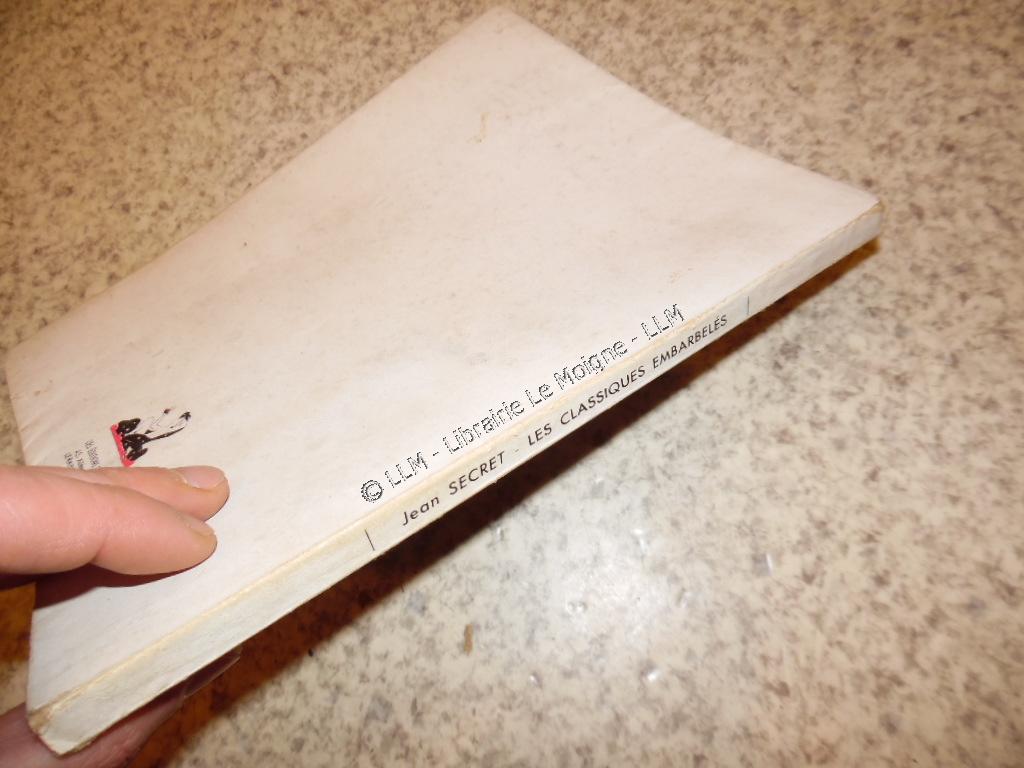 © LLM - Librairie Le Moigne - LLM
Jean SECRET - LES CLASSIQUES EMBARBELÉS